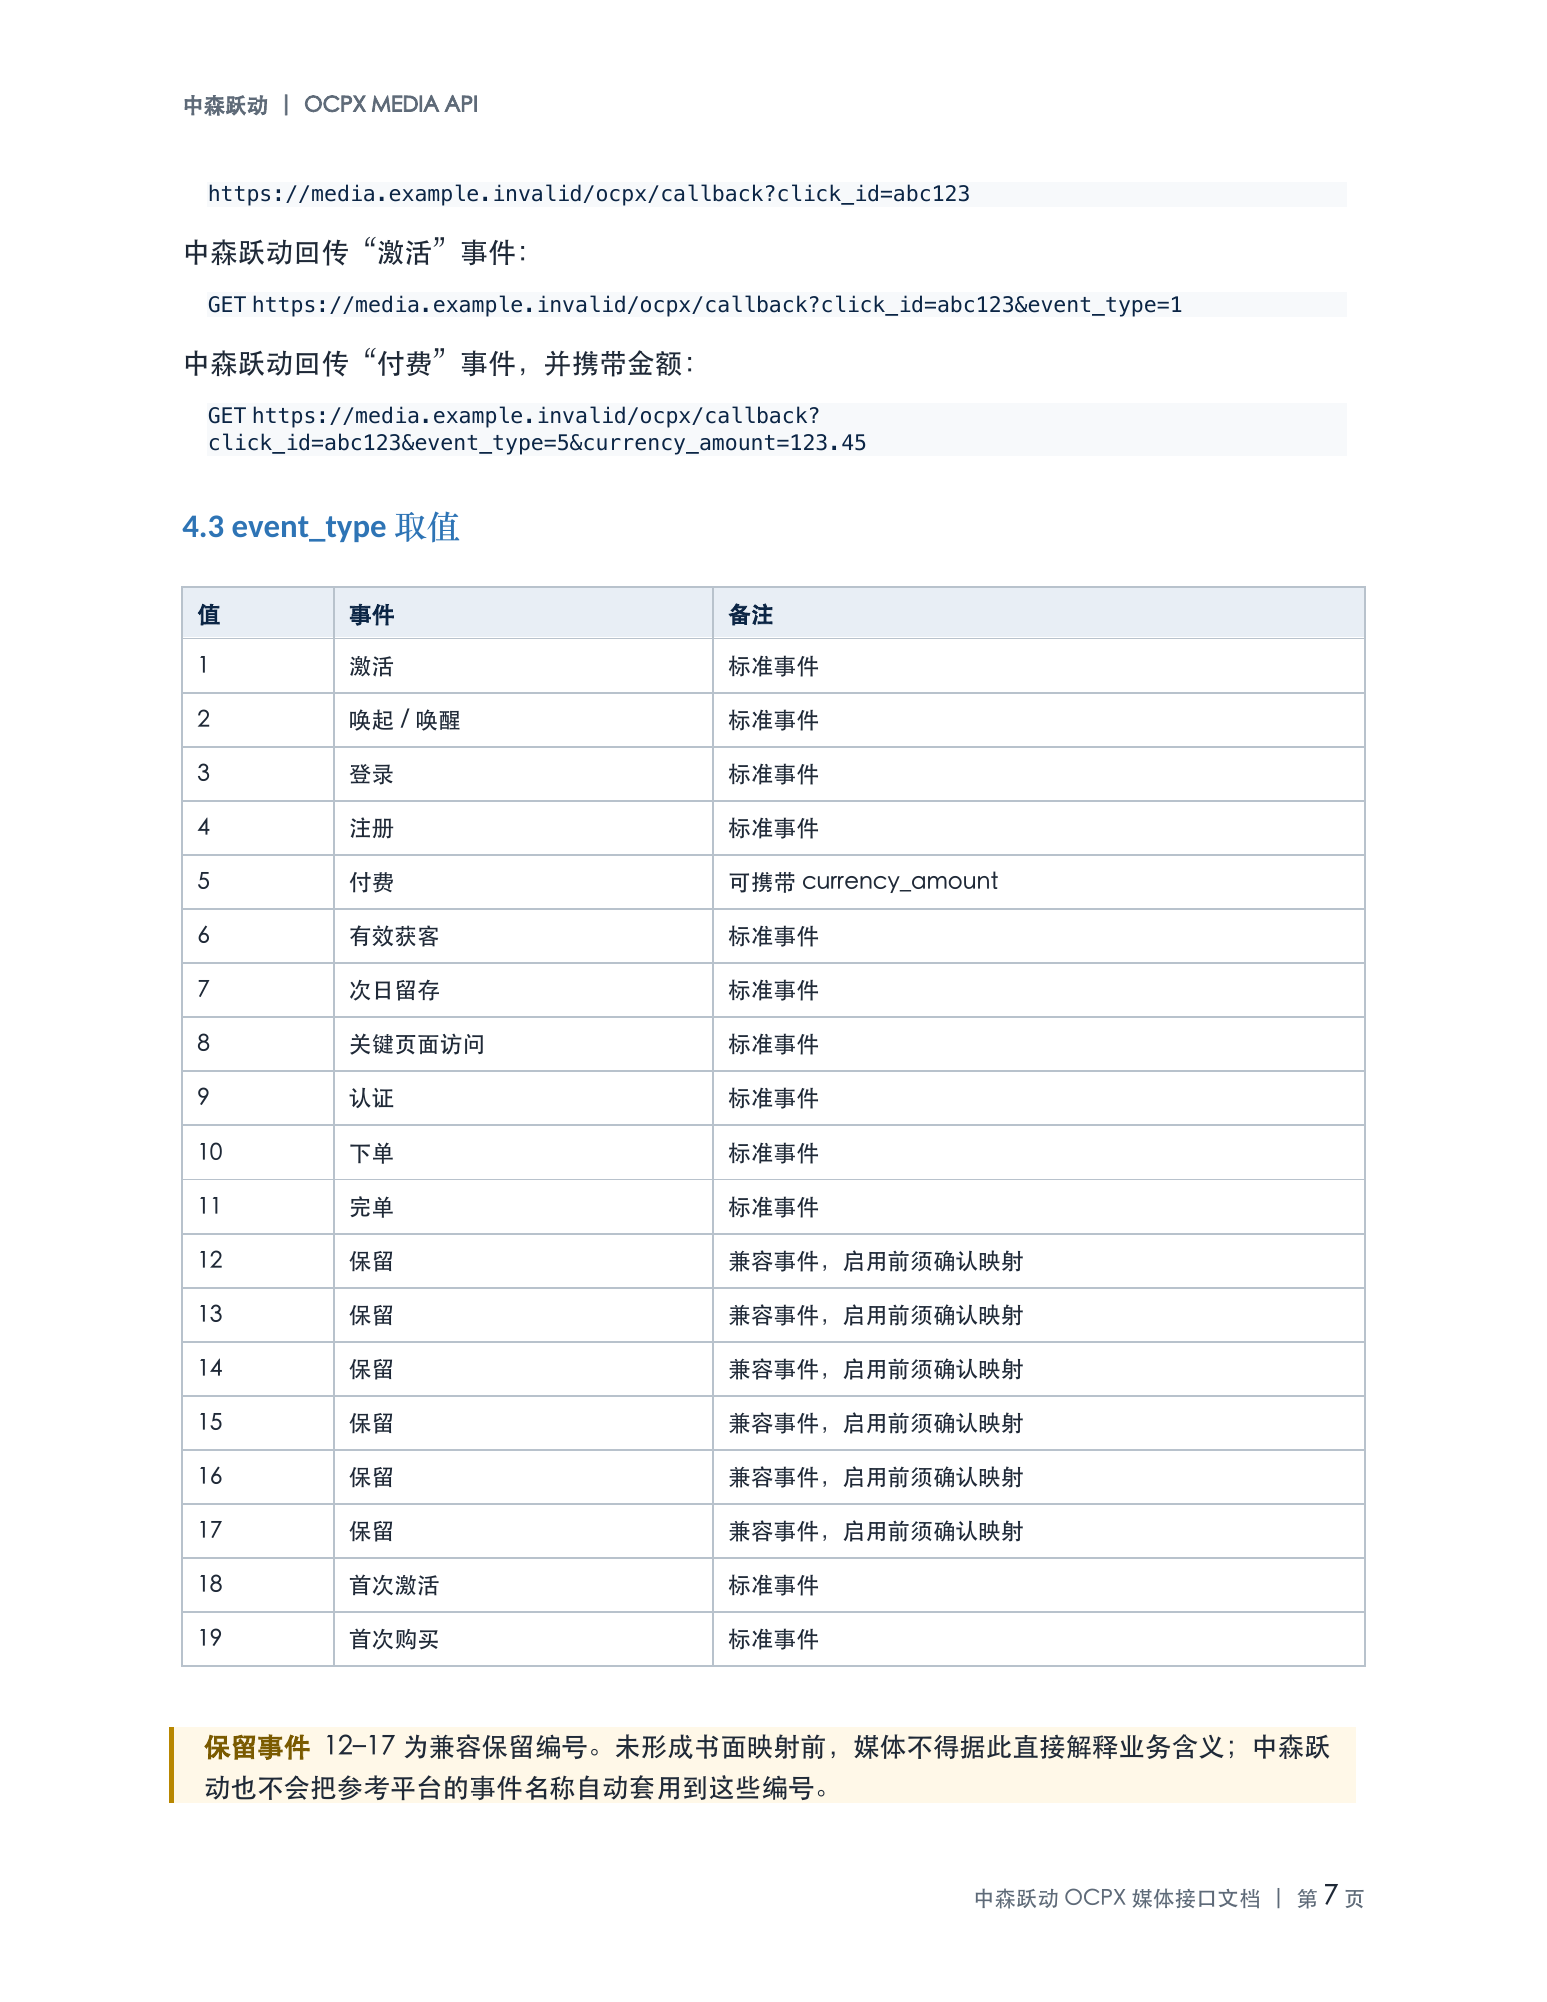 中森跃动 | OCPX MEDIA API
https://media.example.invalid/ocpx/callback?click_id=abc123
中森跃动回传“激活”事件：
GET https://media.example.invalid/ocpx/callback?click_id=abc123&event_type=1
中森跃动回传“付费”事件，并携带金额：
GET https://media.example.invalid/ocpx/callback?
click_id=abc123&event_type=5&currency_amount=123.45
4.3 event_type 取值
值 事件 备注
1 激活 标准事件
2 唤起 / 唤醒 标准事件
3 登录 标准事件
4 注册 标准事件
5 付费 可携带 currency_amount
6 有效获客 标准事件
7 次日留存 标准事件
8 关键页面访问 标准事件
9 认证 标准事件
10 下单 标准事件
11 完单 标准事件
12 保留 兼容事件，启用前须确认映射
13 保留 兼容事件，启用前须确认映射
14 保留 兼容事件，启用前须确认映射
15 保留 兼容事件，启用前须确认映射
16 保留 兼容事件，启用前须确认映射
17 保留 兼容事件，启用前须确认映射
18 首次激活 标准事件
19 首次购买 标准事件
保留事件 12–17 为兼容保留编号。未形成书面映射前，媒体不得据此直接解释业务含义；中森跃
动也不会把参考平台的事件名称自动套用到这些编号。
中森跃动 OCPX 媒体接口文档 | 第 7 页